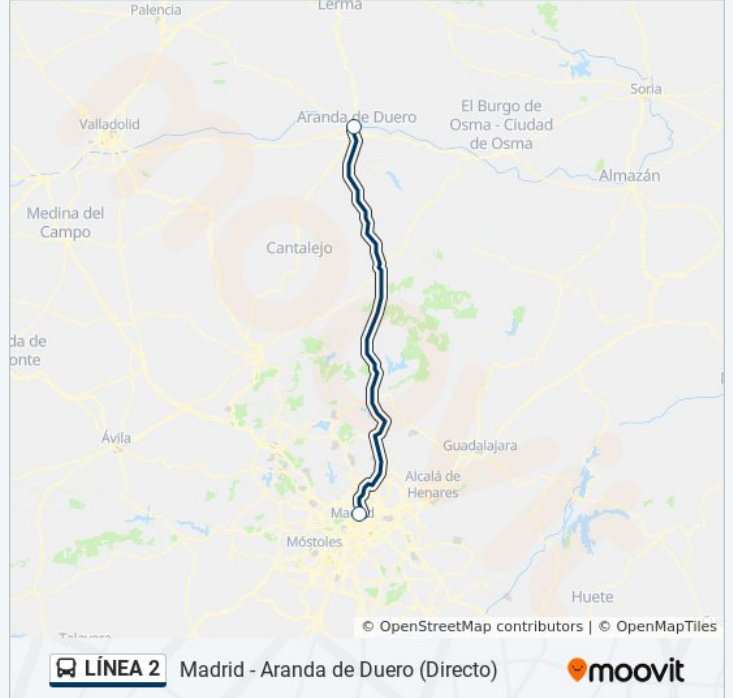 Palencia
Lerma
Soria
Aranda de Duero
El Burgo de
Osma - Ciudad
de Osma
Valladolid
Almazán
Medina del
Campo
Cantalejo
da de
onte
Ávila
Guadalajara
Alcalá de
Henares
Madrid
Móstoles
Huete
Talavera
© OpenStreetMap contributors | © OpenMapTiles
LÍNEA 2
Madrid - Aranda de Duero (Directo)
moovit
moovit